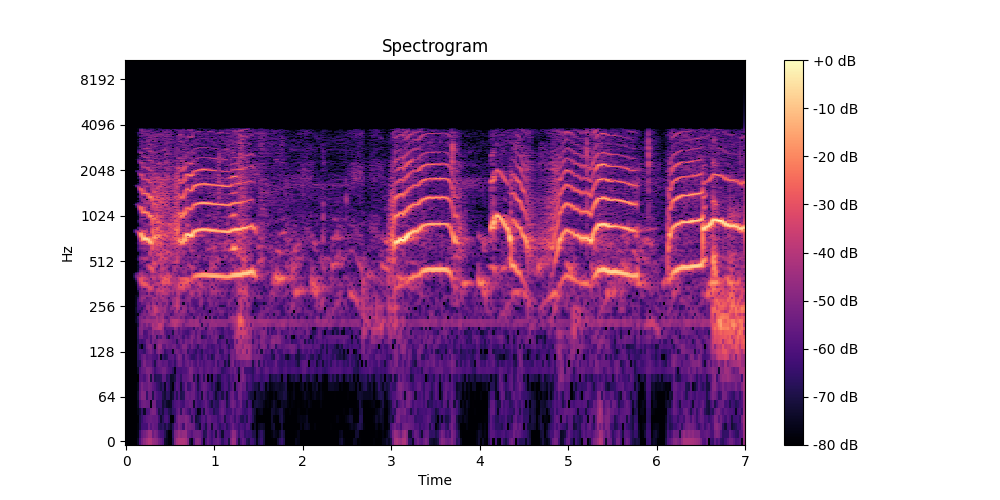 Spectrogram
8192
4096
2048
1024
512
256
128
64
0
Hz
0 1 2 3 4 5 6 7
Time
+0 dB
-10 dB
-20 dB
-30 dB
-40 dB
-50 dB
-60 dB
-70 dB
-80 dB